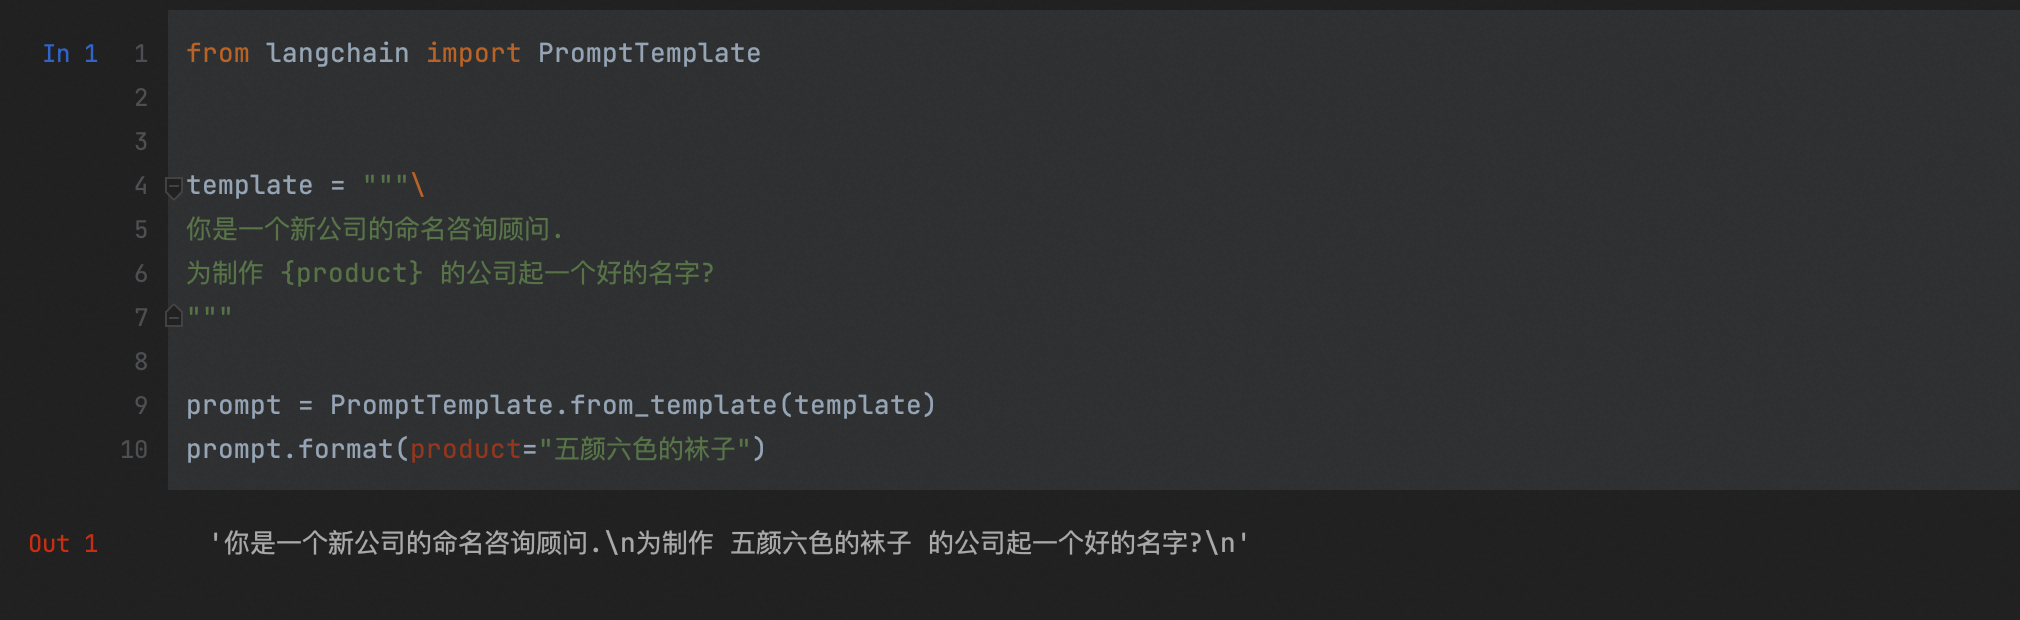 In 1
1 from langchain import PromptTemplate
2
3
4 template = """\
5 你是一个新公司的命名咨询顾问.
6 为制作 {product} 的公司起一个好的名字?
7 """
8
9 prompt = PromptTemplate.from_template(template)
10 prompt.format(product="五颜六色的袜子")
Out 1 '你是一个新公司的命名咨询顾问.\n为制作 五颜六色的袜子 的公司起一个好的名字?\n'